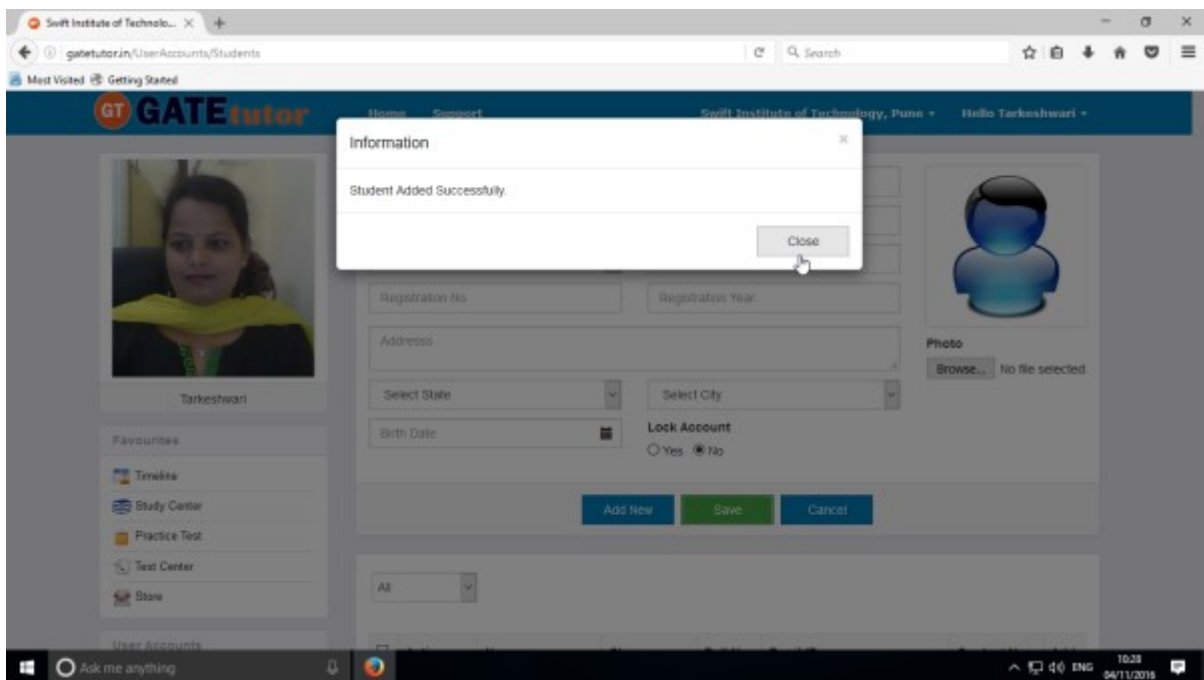 Swift Institute of Technolo...
gatetutor.in/UserAccounts/Students
Search
Most Visited Getting Started
GT GATEtutor Home Support Swift Institute of Technology, Pune Hello Tarkeshwari
Information
Student Added Successfully.
Close
Registration No Registration Year
Addresss
Photo
Browse... No file selected.
Tarkeshwari
Select State Select City
Birth Date
Lock Account
Yes No
Favourites
Timeline
Study Center
Practice Test
Test Center
Store
Add New Save Cancel
All
User Accounts
Ask me anything
ENG
10:28
04/11/2016